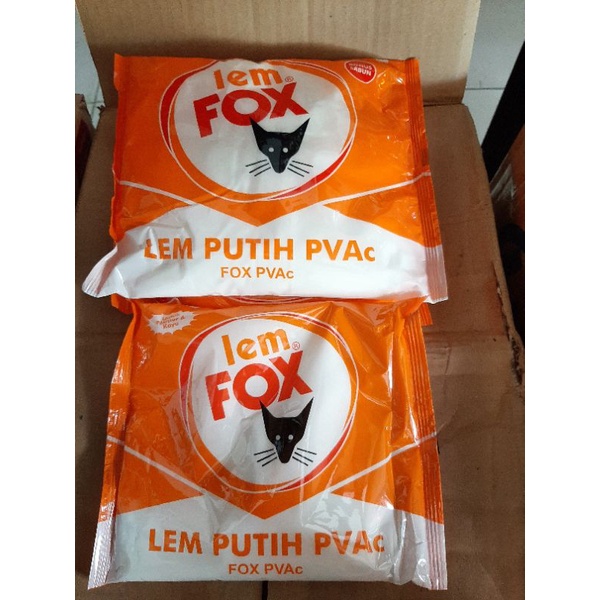 lem®
FOX
LEM PUTIH PVAc
FOX PVAc
lem
FOX®
LEM PUTIH PVAc
FOX PVAc